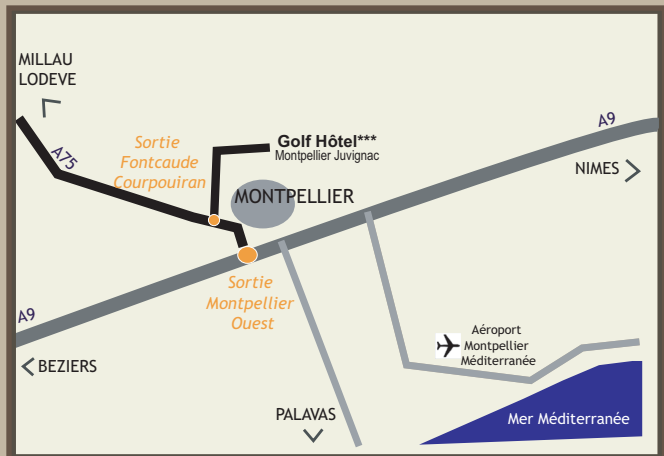 MILLAU
LODEVE
A75
Sortie
Fontcaude
Courpouiran
Golf Hôtel***
Montpellier Juvignac
A9
NIMES
MONTPELLIER
Sortie
Montpellier
Ouest
A9
BEZIERS
Aéroport
Montpellier
Méditerranée
PALAVAS
Mer Méditerranée